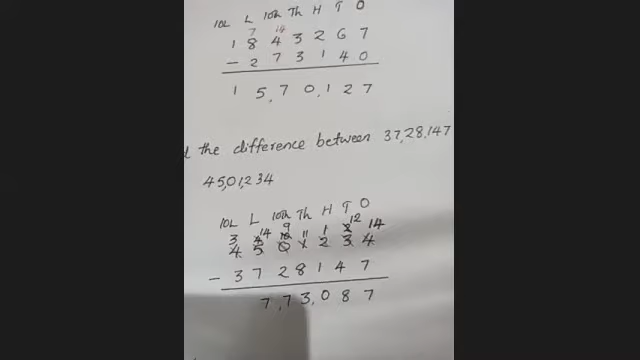 10L L 10th Th H T O
7 14
1 8 4 3 2 6 7
- 2 7 3 1 4 0
1 5,7 0,1 2 7
the difference between 37,28,147
45,01,234
10L L 10th Th H T O
9 12
3 4 14 10 11 1 2 14
4 5 0 1 2 3 4
- 3 7 2 8 1 4 7
7,7 3,0 8 7